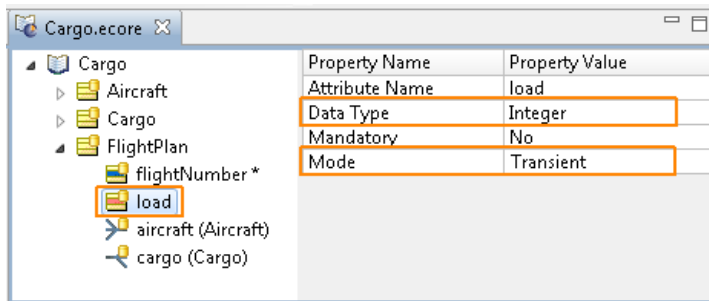 Cargo.ecore
Cargo
Aircraft
Cargo
FlightPlan
flightNumber *
load
aircraft (Aircraft)
cargo (Cargo)
Property Name Property Value
Attribute Name load
Data Type Integer
Mandatory No
Mode Transient